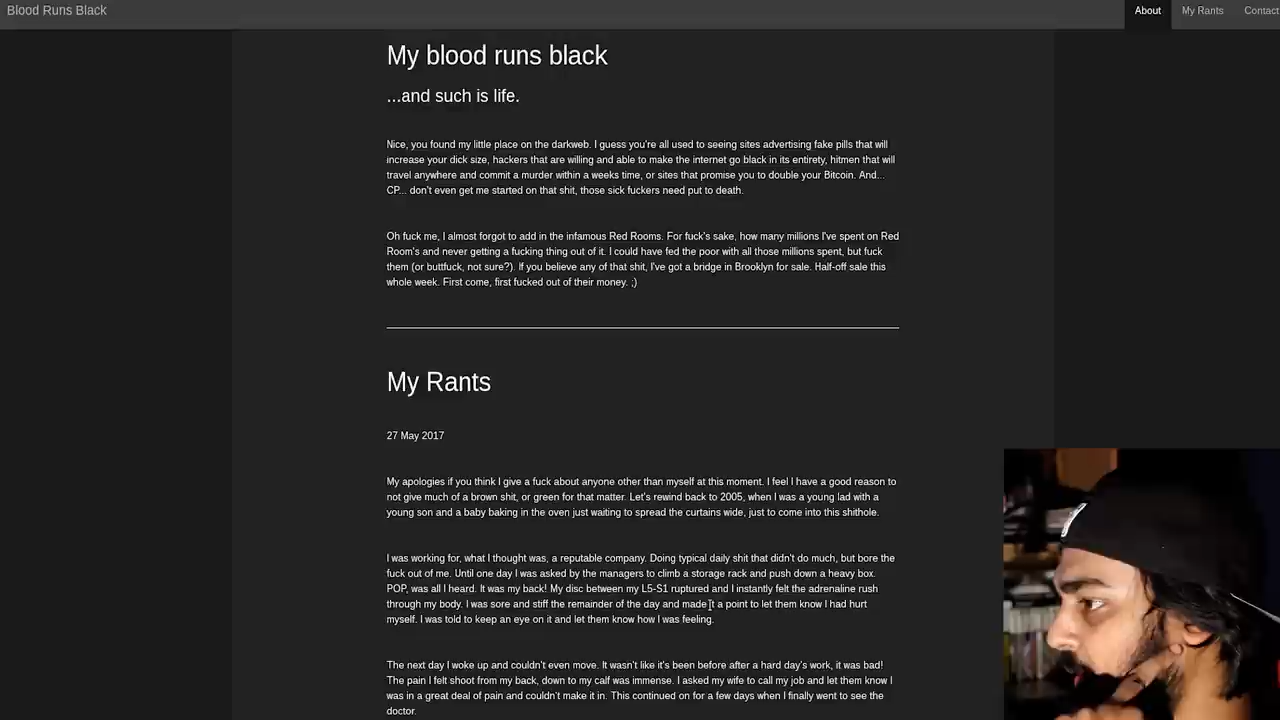 Blood Runs Black
About
My Rants
Contact
My blood runs black
...and such is life.
Nice, you found my little place on the darkweb. I guess you're all used to seeing sites advertising fake pills that will
increase your dick size, hackers that are willing and able to make the internet go black in its entirety, hitmen that will
travel anywhere and commit a murder within a weeks time, or sites that promise you to double your Bitcoin. And...
CP... don't even get me started on that shit, those sick fuckers need put to death.
Oh fuck me, I almost forgot to add in the infamous Red Rooms. For fuck's sake, how many millions I've spent on Red
Room's and never getting a fucking thing out of it. I could have fed the poor with all those millions spent, but fuck
them (or buttfuck, not sure?). If you believe any of that shit, I've got a bridge in Brooklyn for sale. Half-off sale this
whole week. First come, first fucked out of their money. ;)
My Rants
27 May 2017
My apologies if you think I give a fuck about anyone other than myself at this moment. I feel I have a good reason to
not give much of a brown shit, or green for that matter. Let's rewind back to 2005, when I was a young lad with a
young son and a baby baking in the oven just waiting to spread the curtains wide, just to come into this shithole.
I was working for, what I thought was, a reputable company. Doing typical daily shit that didn't do much, but bore the
fuck out of me. Until one day I was asked by the managers to climb a storage rack and push down a heavy box.
POP, was all I heard. It was my back! My disc between my L5-S1 ruptured and I instantly felt the adrenaline rush
through my body. I was sore and stiff the remainder of the day and made it a point to let them know I had hurt
myself. I was told to keep an eye on it and let them know how I was feeling.
The next day I woke up and couldn't even move. It wasn't like it's been before after a hard day's work, it was bad!
The pain I felt shoot from my back, down to my calf was immense. I asked my wife to call my job and let them know I
was in a great deal of pain and couldn't make it in. This continued on for a few days when I finally went to see the
doctor.